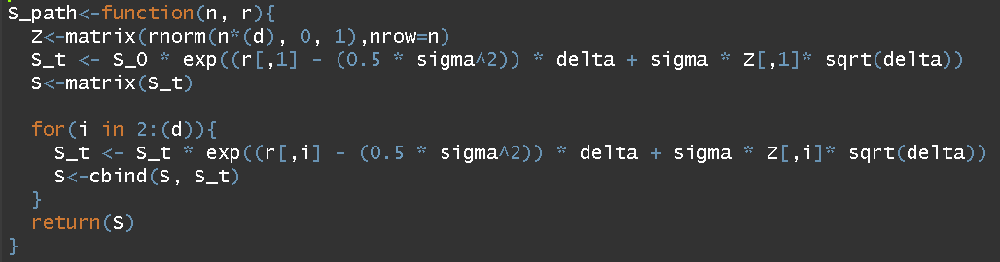 S_path<-function(n, r){
  Z<-matrix(rnorm(n*(d), 0, 1),nrow=n)
  S_t <- S_0 * exp((r[,1] - (0.5 * sigma^2)) * delta + sigma * Z[,1]* sqrt(delta))
  S<-matrix(S_t)

  for(i in 2:(d)){
    S_t <- S_t * exp((r[,i] - (0.5 * sigma^2)) * delta + sigma * Z[,i]* sqrt(delta))
    S<-cbind(S, S_t)
  }
  return(S)
}